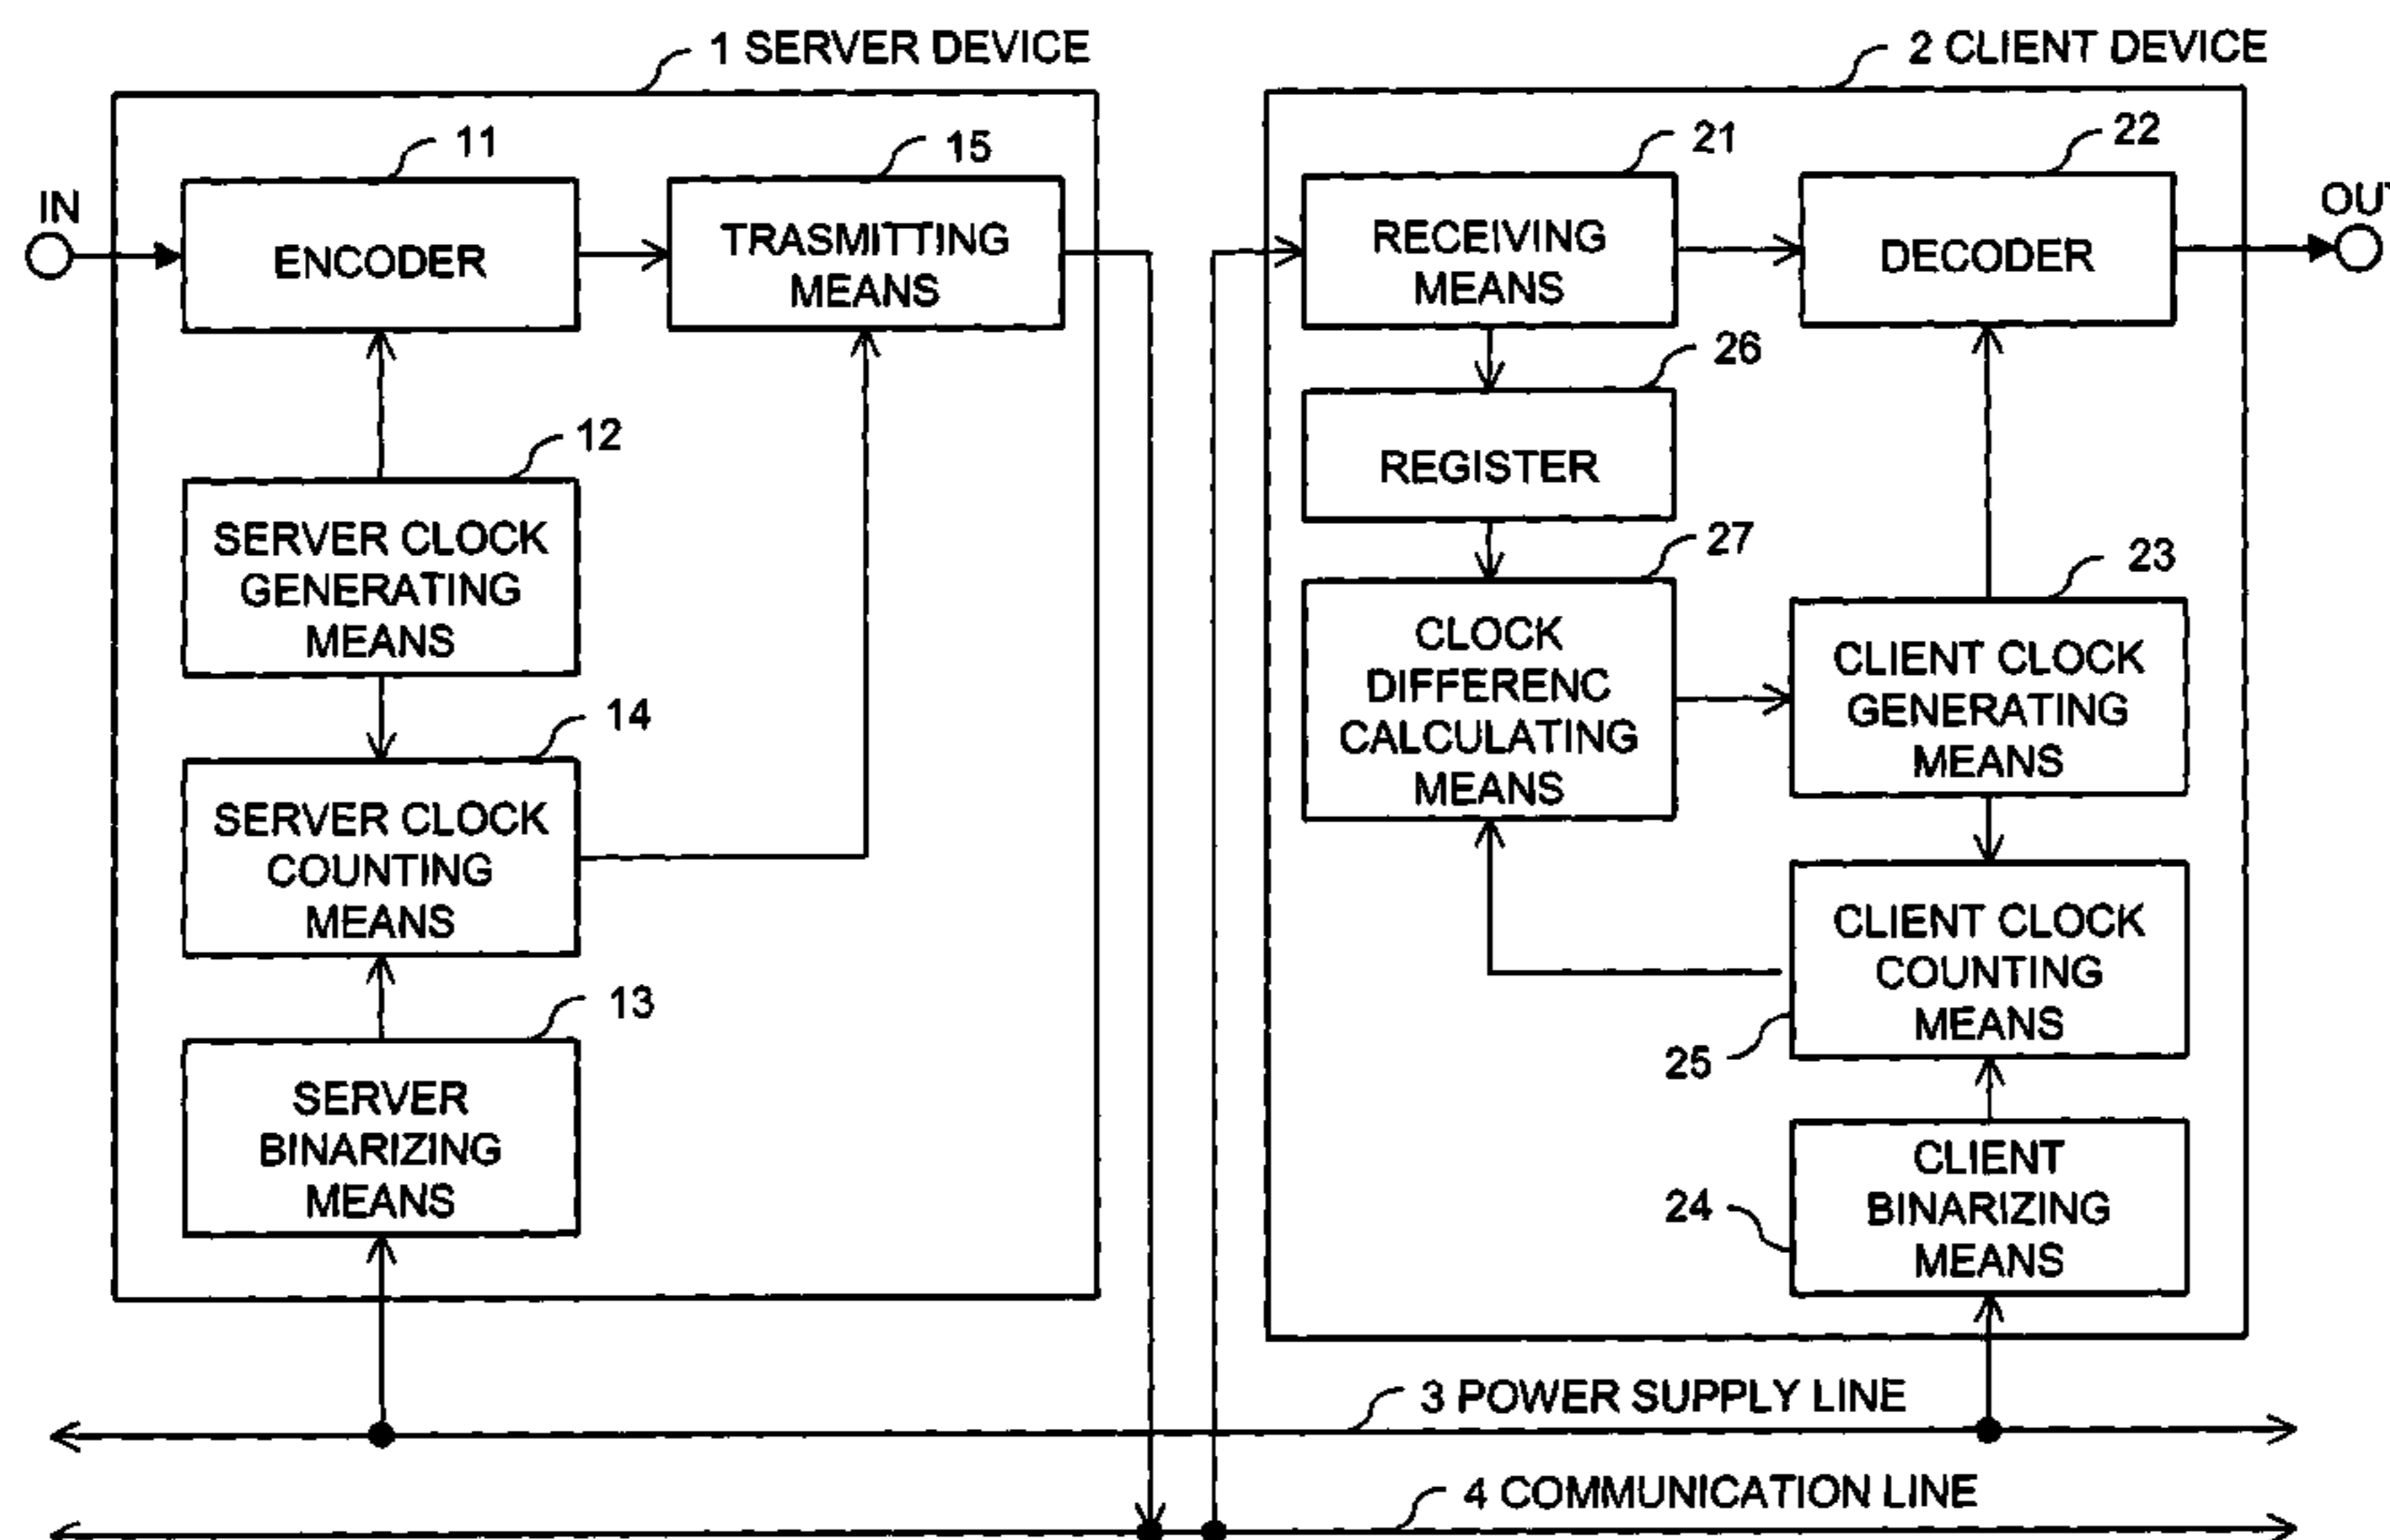 1 SERVER DEVICE
2 CLIENT DEVICE
IN
11
ENCODER
15
TRASMITTING
MEANS
12
SERVER CLOCK
GENERATING
MEANS
14
SERVER CLOCK
COUNTING
MEANS
13
SERVER
BINARIZING
MEANS
21
RECEIVING
MEANS
22
DECODER
OUT
26
REGISTER
27
CLOCK
DIFFERENC
CALCULATING
MEANS
23
CLIENT CLOCK
GENERATING
MEANS
CLIENT CLOCK
COUNTING
MEANS
25
CLIENT
BINARIZING
MEANS
24
3 POWER SUPPLY LINE
4 COMMUNICATION LINE